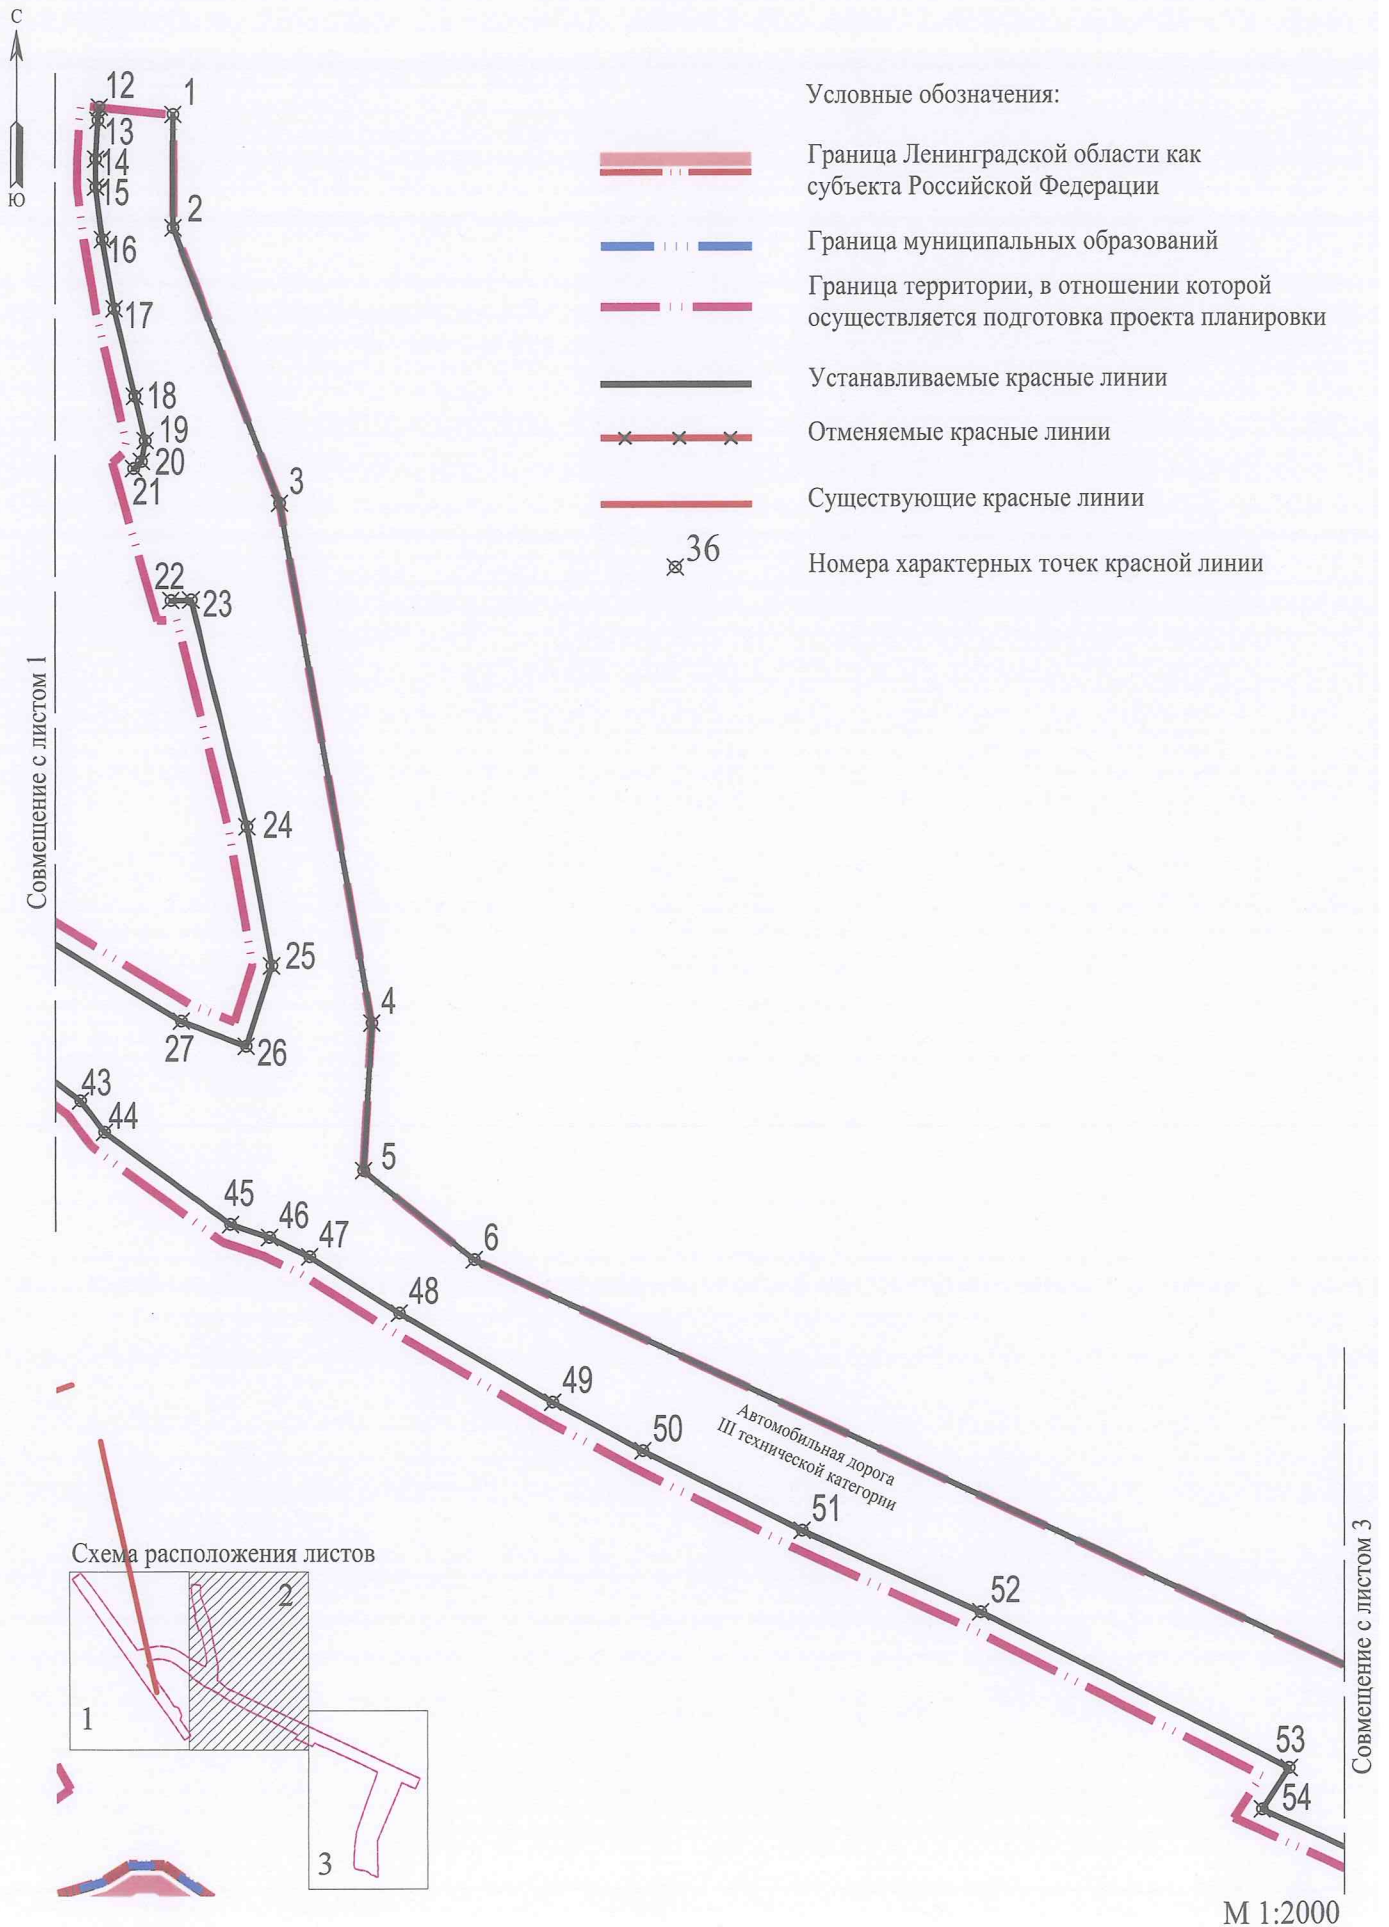 С
Ю
12
1
13
14
15
2
16
17
18
19
20
21
3
22
23
24
25
4
27
26
43
44
5
45
46
47
6
48
49
50
51
52
53
54
Условные обозначения:
Граница Ленинградской области как
субъекта Российской Федерации
Граница муниципальных образований
Граница территории, в отношении которой
осуществляется подготовка проекта планировки
Устанавливаемые красные линии
Отменяемые красные линии
Существующие красные линии
36
Номера характерных точек красной линии
Совмещение с листом 1
Автомобильная дорога
III технической категории
Совмещение с листом 3
Схема расположения листов
1
2
3
М 1:2000